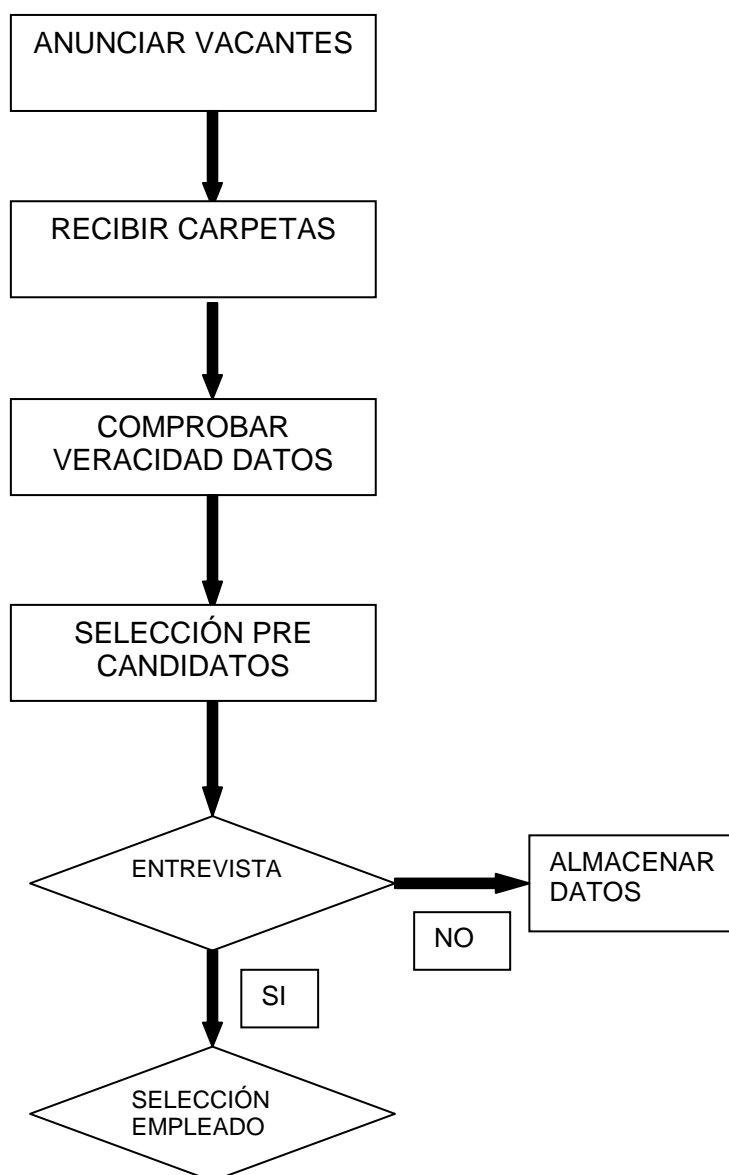 ANUNCIAR VACANTES
RECIBIR CARPETAS
COMPROBAR
VERACIDAD DATOS
SELECCIÓN PRE
CANDIDATOS
ENTREVISTA
ALMACENAR
DATOS
NO
SI
SELECCIÓN
EMPLEADO